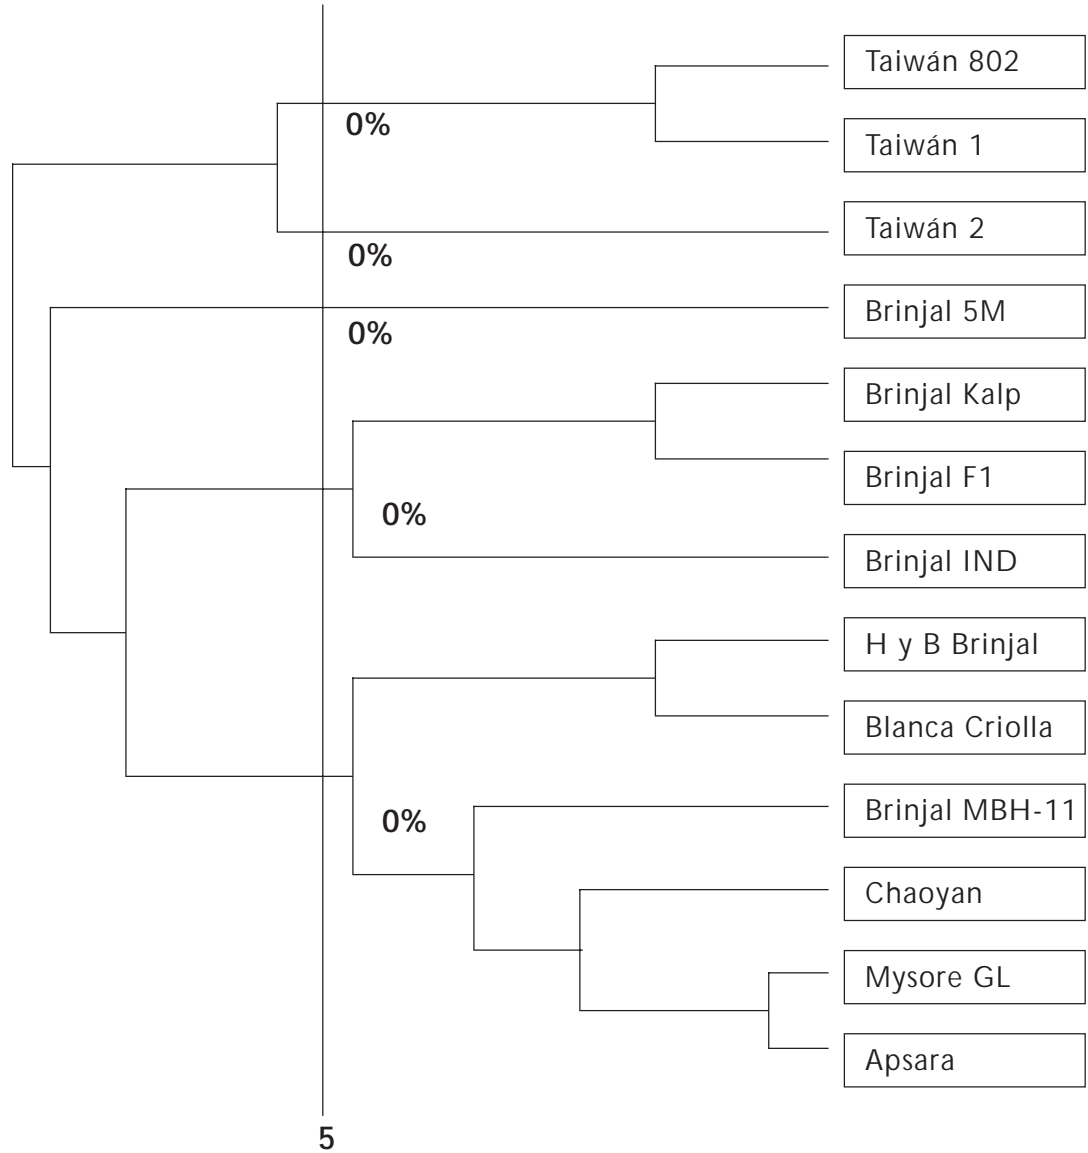 Taiwán 802
0%
Taiwán 1
Taiwán 2
0%
Brinjal 5M
0%
Brinjal Kalp
Brinjal F1
0%
Brinjal IND
H y B Brinjal
Blanca Criolla
Brinjal MBH-11
0%
Chaoyan
Mysore GL
Apsara
5